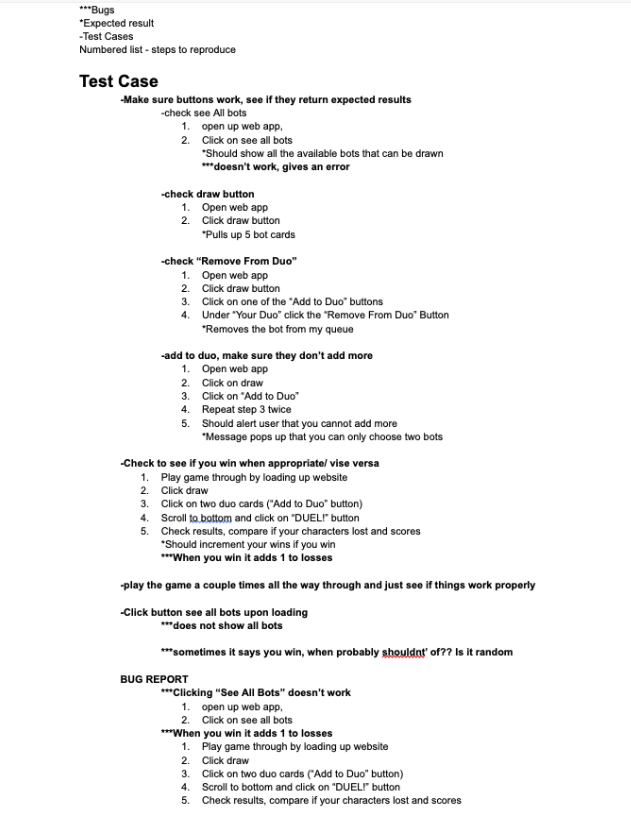 ***Bugs
*Expected result
-Test Cases
Numbered list - steps to reproduce
Test Case
-Make sure buttons work, see if they return expected results
-check see All bots
1. open up web app,
2. Click on see all bots
*Should show all the available bots that can be drawn
***doesn't work, gives an error
-check draw button
1. Open web app
2. Click draw button
*Pulls up 5 bot cards
-check “Remove From Duo”
1. Open web app
2. Click draw button
3. Click on one of the “Add to Duo” buttons
4. Under “Your Duo” click the “Remove From Duo” Button
*Removes the bot from my queue
-add to duo, make sure they don't add more
1. Open web app
2. Click on draw
3. Click on “Add to Duo”
4. Repeat step 3 twice
5. Should alert user that you cannot add more
*Message pops up that you can only choose two bots
-Check to see if you win when appropriate/ vise versa
1. Play game through by loading up website
2. Click draw
3. Click on two duo cards (“Add to Duo” button)
4. Scroll to bottom and click on “DUEL!” button
5. Check results, compare if your characters lost and scores
*Should increment your wins if you win
***When you win it adds 1 to losses
-play the game a couple times all the way through and just see if things work properly
-Click button see all bots upon loading
***does not show all bots
***sometimes it says you win, when probably shouldnt' of?? Is it random
BUG REPORT
***Clicking “See All Bots” doesn't work
1. open up web app,
2. Click on see all bots
***When you win it adds 1 to losses
1. Play game through by loading up website
2. Click draw
3. Click on two duo cards (“Add to Duo” button)
4. Scroll to bottom and click on “DUEL!” button
5. Check results, compare if your characters lost and scores